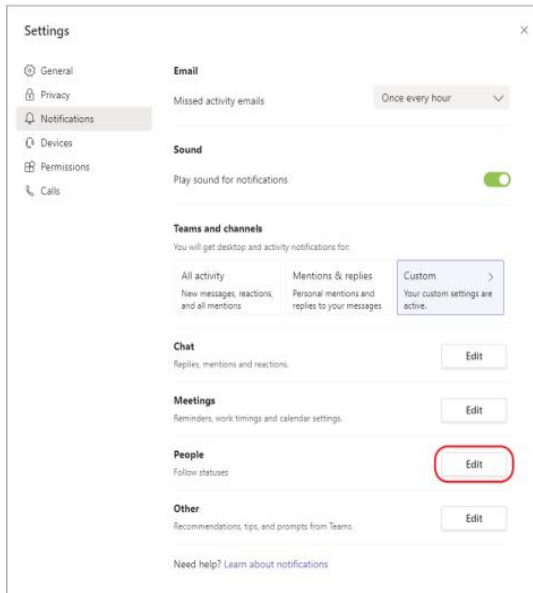 Settings
General
Privacy
Notifications
Devices
Permissions
Calls
Email
Missed activity emails
Once every hour
Sound
Play sound for notifications
Teams and channels
You will get desktop and activity notifications for:
All activity
New messages, reactions,
and all mentions
Mentions & replies
Personal mentions and
replies to your messages
Custom
Your custom settings are
active.
Chat
Replies, mentions and reactions.
Edit
Meetings
Reminders, work timings and calendar settings.
Edit
People
Follow statuses
Edit
Other
Recommendations, tips, and prompts from Teams
Edit
Need help? Learn about notifications